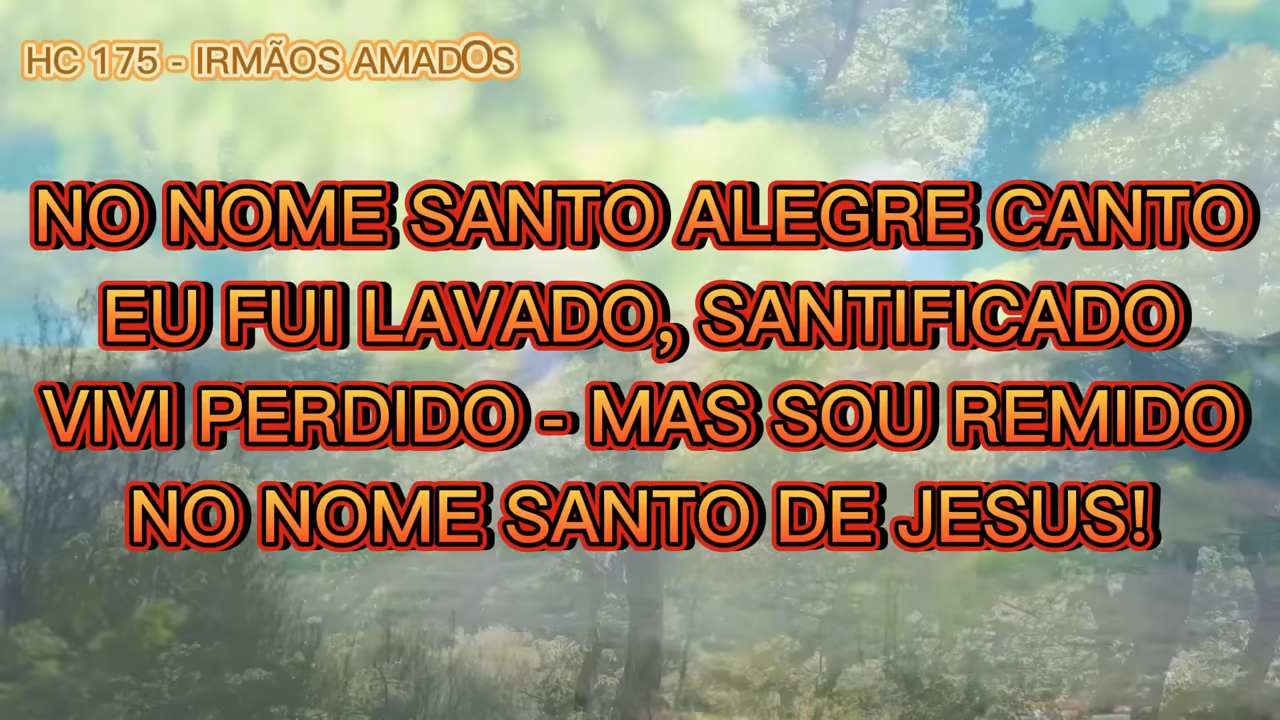 HC 175 - IRMÃOS AMADOS
NO NOME SANTO ALEGRE CANTO
EU FUI LAVADO, SANTIFICADO
VIVI PERDIDO - MAS SOU REMIDO
NO NOME SANTO DE JESUS!